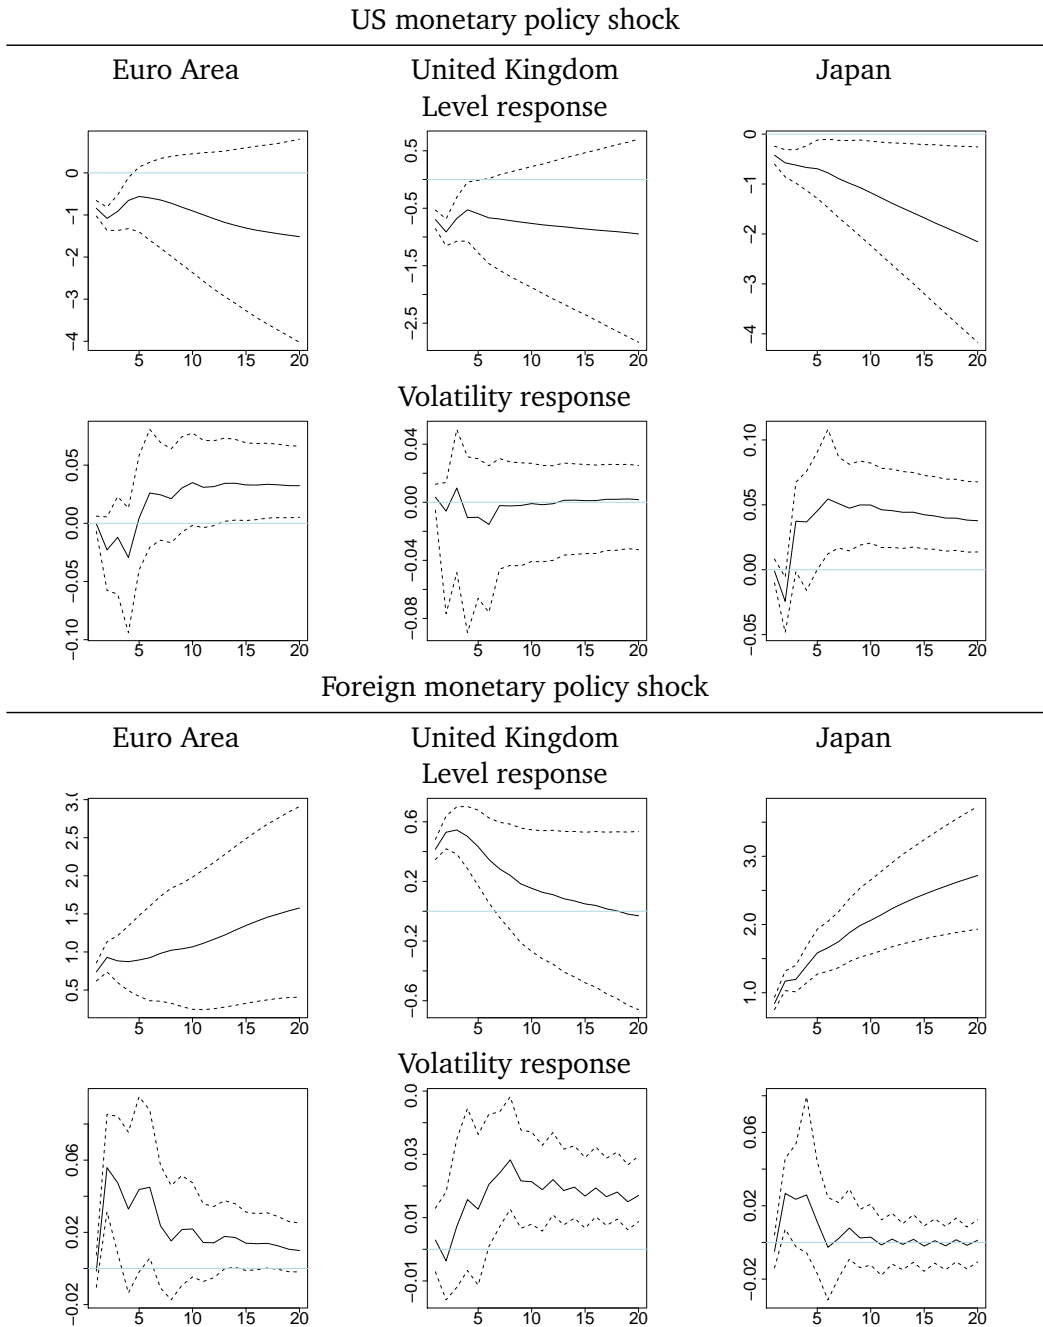 US monetary policy shock
Euro Area United Kingdom Japan
Level response
0 −1 −2 −3 −4
5 10 15 20
0.5 −0.5 −1.5 −2.5
5 10 15 20
0 −1 −2 −3 −4
5 10 15 20
Volatility response
0.05 0.00 −0.05 −0.10
5 10 15 20
0.04 0.00 −0.04 −0.08
5 10 15 20
0.10 0.05 0.00 −0.05
5 10 15 20
Foreign monetary policy shock
Euro Area United Kingdom Japan
Level response
2.5 2.0 1.5 1.0 0.5
5 10 15 20
0.6 0.2 −0.2 −0.6
5 10 15 20
3.0 2.0 1.0
5 10 15 20
Volatility response
0.06 0.02 −0.02
5 10 15 20
0.03 0.01 −0.01
5 10 15 20
0.06 0.02 −0.02
5 10 15 20